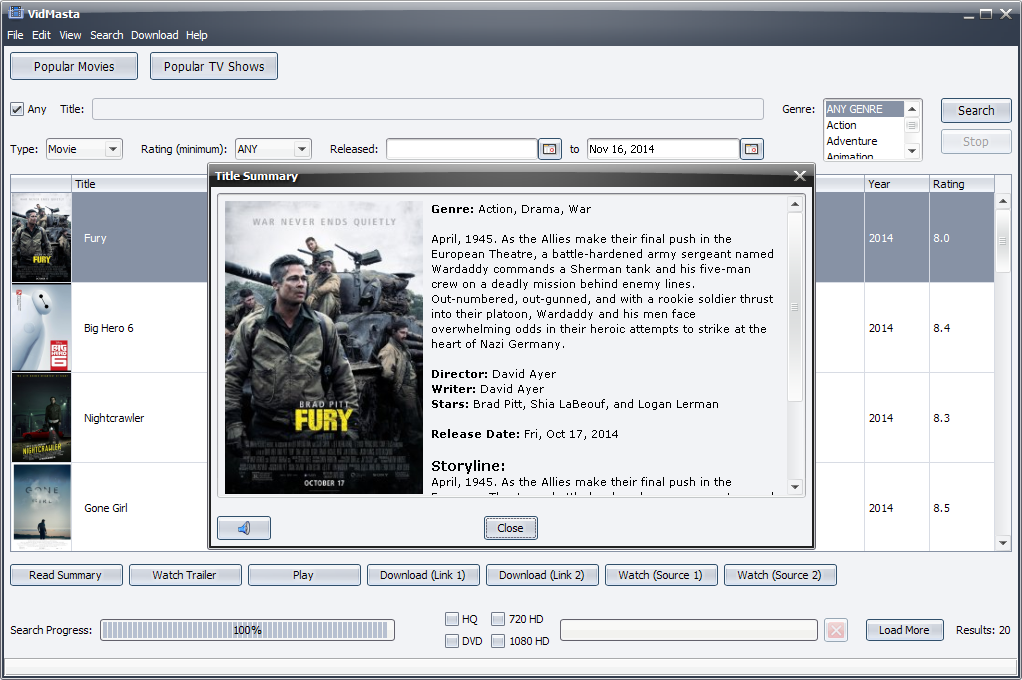 VidMasta
File Edit View Search Download Help
Popular Movies Popular TV Shows
Any Title: Genre: ANY GENRE Search
Action
Adventure
Animation
Stop
Type: Movie Rating (minimum): ANY Released: to Nov 16, 2014
Title Year Rating
Fury 2014 8.0
Big Hero 6 2014 8.4
Nightcrawler 2014 8.3
Gone Girl 2014 8.5
FURY
BIG
HERO
6
NIGHTCRAWLER
GONE
GIRL
Title Summary
WAR NEVER ENDS QUIETLY
BRAD PITT
FURY
OCTOBER 17
Genre: Action, Drama, War
April, 1945. As the Allies make their final push in the
European Theatre, a battle-hardened army sergeant named
Wardaddy commands a Sherman tank and his five-man
crew on a deadly mission behind enemy lines.
Out-numbered, out-gunned, and with a rookie soldier thrust
into their platoon, Wardaddy and his men face
overwhelming odds in their heroic attempts to strike at the
heart of Nazi Germany.
Director: David Ayer
Writer: David Ayer
Stars: Brad Pitt, Shia LaBeouf, and Logan Lerman
Release Date: Fri, Oct 17, 2014
Storyline:
April, 1945. As the Allies make their final push in the
Close
Read Summary Watch Trailer Play Download (Link 1) Download (Link 2) Watch (Source 1) Watch (Source 2)
Search Progress: 100% HQ 720 HD
DVD 1080 HD
Load More Results: 20